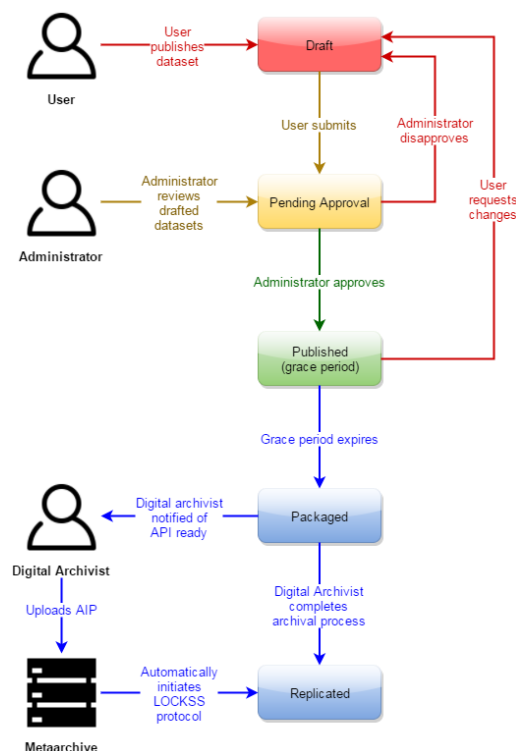 User
publishes
dataset
Draft
User
User submits
Administrator
disapproves
User
requests
changes
Administrator
reviews
drafted
datasets
Pending Approval
Administrator
Administrator approves
Published
(grace period)
Grace period expires
Digital archivist
notified of
API ready
Packaged
Digital Archivist
Digital Archivist
completes
archival process
Uploads AIP
Automatically
initiates
LOCKSS
protocol
Replicated
Metaarchive